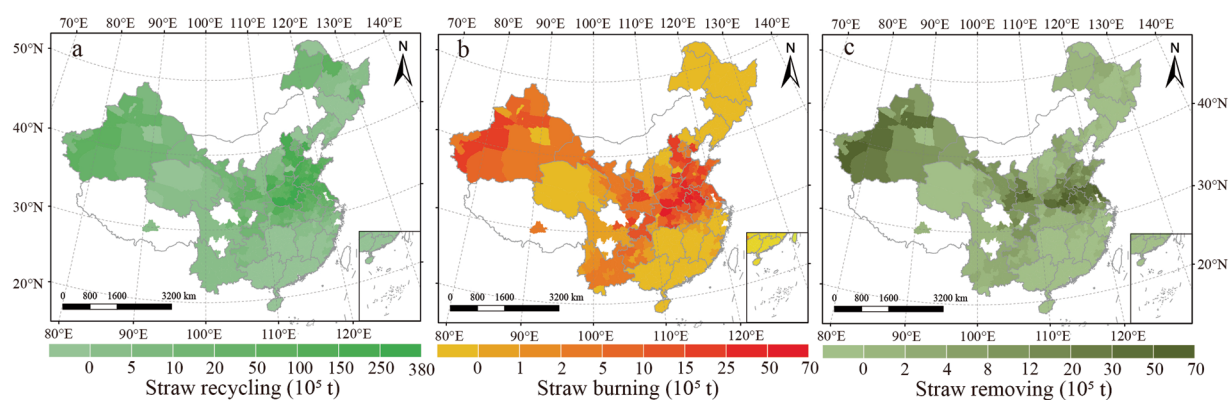 70°E 80°E 90°E 100°E 110°E 120°E 130°E 140°E
70°E 80°E 90°E 100°E 110°E 120°E 130°E 140°E
70°E 80°E 90°E 100°E 110°E 120°E 130°E 140°E
a
b
c
N
N
N
50°N
40°N
30°N
20°N
40°N
30°N
20°N
0 800 1600 3200 km
0 800 1600 3200 km
0 800 1600 3200 km
80°E 90°E 100°E 110°E 120°E
80°E 90°E 100°E 110°E 120°E
80°E 90°E 100°E 110°E 120°E
0 5 10 20 50 100 150 250 380
0 1 2 5 10 15 25 50 70
0 2 4 8 12 20 30 50 70
Straw recycling (10⁵ t)
Straw burning (10⁵ t)
Straw removing (10⁵ t)